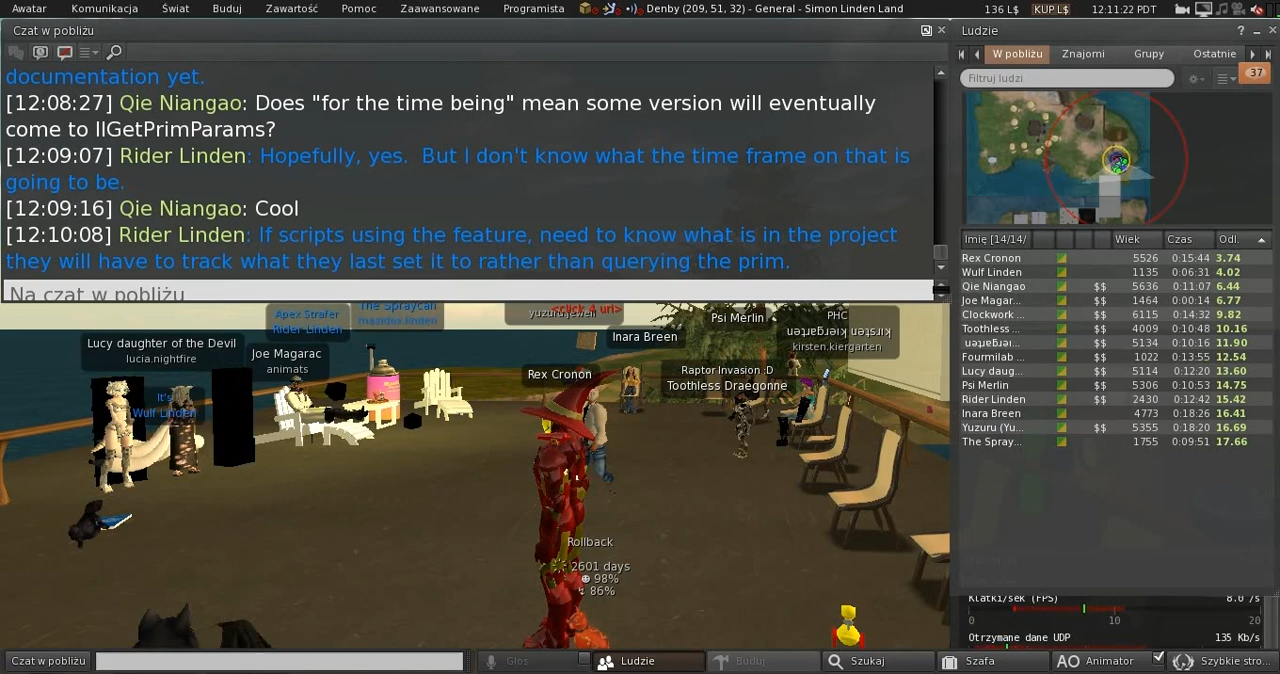 Awatar Komunikacja Świat Buduj Zawartość Pomoc Zaawansowane Programista Denby (209, 51, 32) - General - Simon Linden Land 136 L$ KUP L$ 12:11:22 PDT
Czat w pobliżu
documentation yet.
[12:08:27] Qie Niangao: Does "for the time being" mean some version will eventually
come to llGetPrimParams?
[12:09:07] Rider Linden: Hopefully, yes. But I don't know what the time frame on that is
going to be.
[12:09:16] Qie Niangao: Cool
[12:10:08] Rider Linden: If scripts using the feature, need to know what is in the project
they will have to track what they last set it to rather than querying the prim.
Na czat w pobliżu
Ludzie
W pobliżu Znajomi Grupy Ostatnie
37
Filtruj ludzi
Imię [14/14/ Wiek Czas Odl.
Rex Cronon 5526 0:15:44 3.74
Wulf Linden 1135 0:06:31 4.02
Qie Niangao $$ 5636 0:11:07 6.44
Joe Magar... $$ 1464 0:00:14 6.77
Clockwork ... $$ 6115 0:14:32 9.82
Toothless ... $$ 4009 0:10:48 10.16
$$ 5134 0:10:16 11.90
Fourmilab ... $$ 1022 0:13:55 12.54
Lucy daug... $$ 5114 0:12:20 13.60
Psi Merlin $$ 5306 0:10:53 14.75
Rider Linden $$ 2430 0:12:42 15.42
Inara Breen 4773 0:18:26 16.41
Yuzuru (Yu... $$ 5355 0:18:20 16.69
The Spray... 1755 0:09:51 17.66
Klatki/sek (FPS) 8.0 /s
0 10 20
Otrzymane dane UDP 135 Kb/s
Apex Strafer
Rider Linden
The Spraycan
mazidox.linden
<click 4 url>
Psi Merlin
PHC
kirsten.kiergarten
Inara Breen
Lucy daughter of the Devil
lucia.nightfire
Joe Magarac
animats
Rex Cronon
Raptor Invasion :D
Toothless Draegonne
It's
Wulf Linden
Rollback
2601 days
98%
86%
Czat w pobliżu Głos Ludzie Buduj Szukaj Szafa AO Animator Szybkie stro...